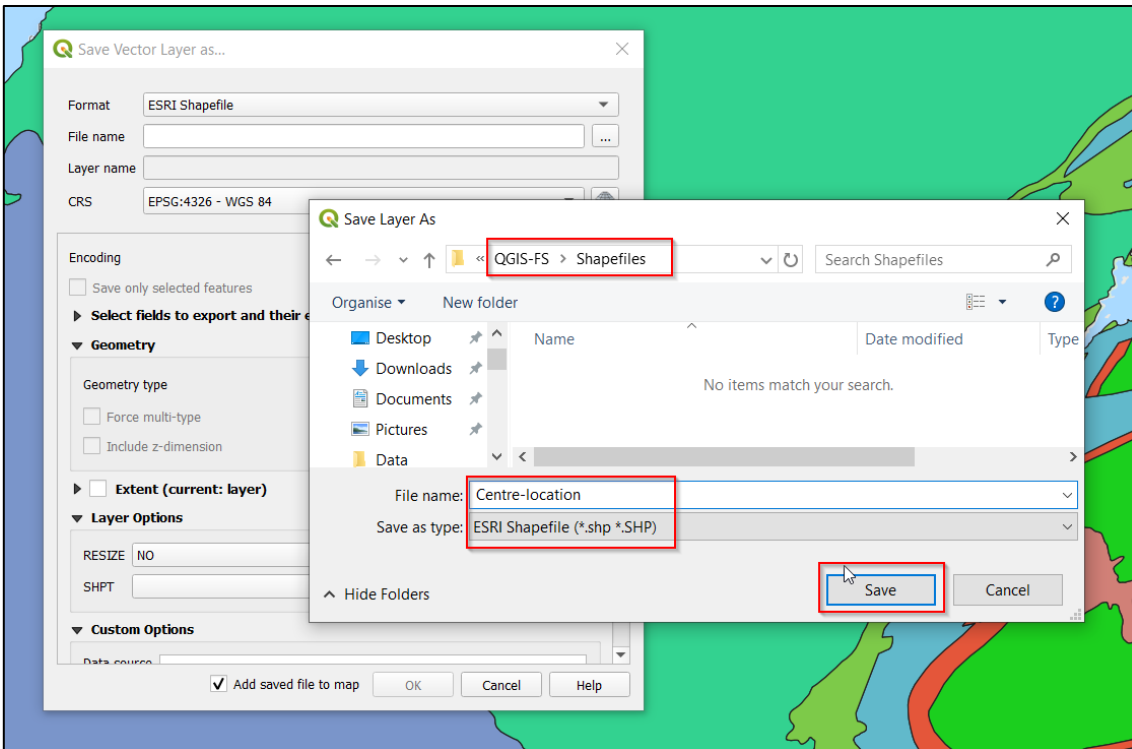 Save Vector Layer as...
Format ESRI Shapefile
File name ...
Layer name
CRS EPSG:4326 - WGS 84
Encoding
Save only selected features
Select fields to export and their e
Geometry
Geometry type
Force multi-type
Include z-dimension
Extent (current: layer)
Layer Options
RESIZE NO
SHPT
Custom Options
Data source
Add saved file to map OK Cancel Help
Save Layer As
« QGIS-FS > Shapefiles Search Shapefiles
Organise New folder ?
Desktop
Downloads
Documents
Pictures
Data
Name Date modified Type
No items match your search.
File name: Centre-location
Save as type: ESRI Shapefile (*.shp *.SHP)
Hide Folders Save Cancel